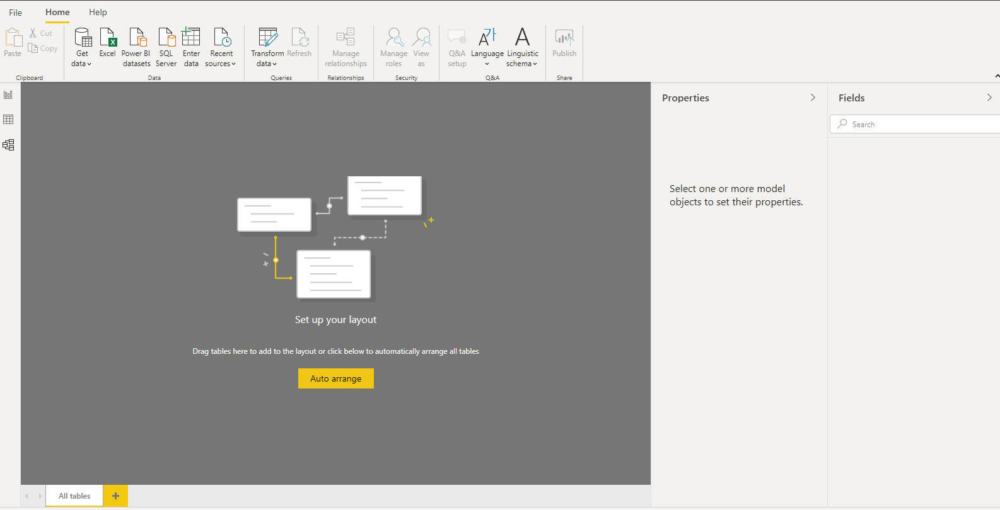 File
Home
Help
Paste
Cut
Copy
Clipboard
Get
data
Excel
Power BI
datasets
SQL
Server
Enter
data
Recent
sources
Data
Transform
data
Refresh
Queries
Manage
relationships
Relationships
Manage
roles
View
as
Security
Q&A
setup
Language
Linguistic
schema
Q&A
Publish
Share
Set up your layout
Drag tables here to add to the layout or click below to automatically arrange all tables
Auto arrange
Properties
Select one or more model
objects to set their properties.
Fields
Search
All tables